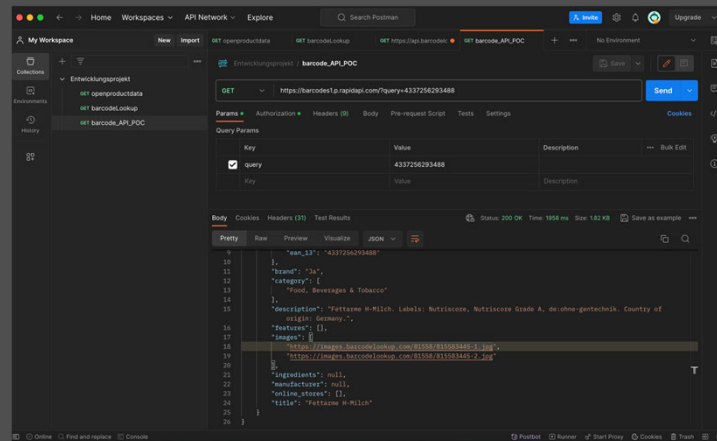 Home Workspaces API Network Explore Search Postman Invite Upgrade
My Workspace New Import GET openproductdata GET barcodeLookup GET https://api.barcodelc GET barcode_API_POC No Environment
Collections
Entwicklungsprojekt / barcode_API_POC Save
Entwicklungsprojekt
GET openproductdata
GET barcodeLookup
GET barcode_API_POC
Environments
History
GET https://barcodes1.p.rapidapi.com/?query=4337256293488 Send
Params Authorization Headers (9) Body Pre-request Script Tests Settings Cookies
Query Params
Key Value Description Bulk Edit
query 4337256293488
Key Value Description
Body Cookies Headers (31) Test Results Status: 200 OK Time: 1958 ms Size: 1.82 KB Save as example
Pretty Raw Preview Visualize JSON
9 "ean_13": "4337256293488"
10 },
11 "brand": "Ja",
12 "category": [
13 "Food, Beverages & Tobacco"
14 ],
15 "description": "Fettarme H-Milch. Labels: Nutriscore, Nutriscore Grade A, de:ohne-gentechnik. Country of
origin: Germany.",
16 "features": [],
17 "images": [
18 "https://images.barcodelookup.com/81558/815583445-1.jpg",
19 "https://images.barcodelookup.com/81558/815583445-2.jpg"
20 ],
21 "ingredients": null,
22 "manufacturer": null,
23 "online_stores": [],
24 "title": "Fettarme H-Milch"
25 }
26 }
Online Find and replace Console Postbot Runner Start Proxy Cookies Trash